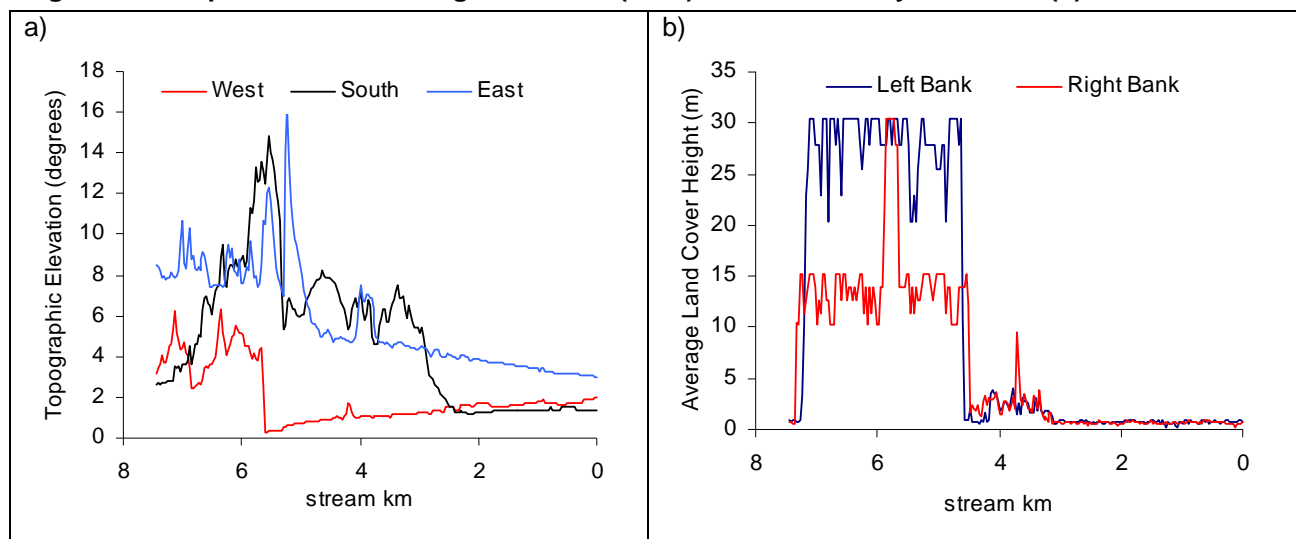 a)
18
16
14
12
10
8
6
4
2
0
West South East
Topographic Elevation (degrees)
8 6 4 2 0
stream km
b)
35
30
25
20
15
10
5
0
Left Bank Right Bank
Average Land Cover Height (m)
8 6 4 2 0
stream km